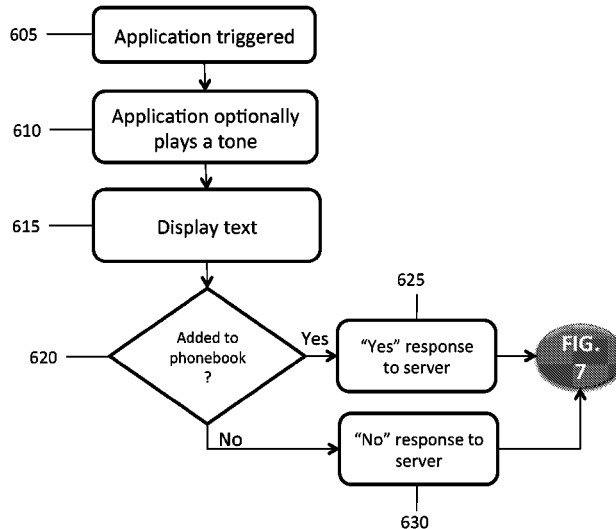 605
Application triggered
610
Application optionally
plays a tone
615
Display text
625
620
Added to
phonebook
?
Yes
“Yes” response
to server
FIG.
7
No
“No” response to
server
630